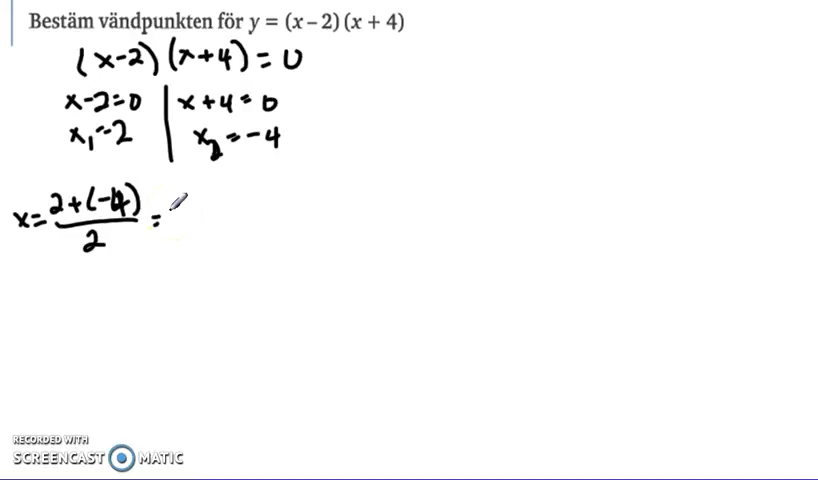 Bestäm vändpunkten för y = (x – 2) (x + 4)
(x-2) (x+4) = 0
x-2=0 | x+4=0
x₁=2 | x₂=-4
x= 2+(-4)/2 =
RECORDED WITH
SCREENCAST MATIC